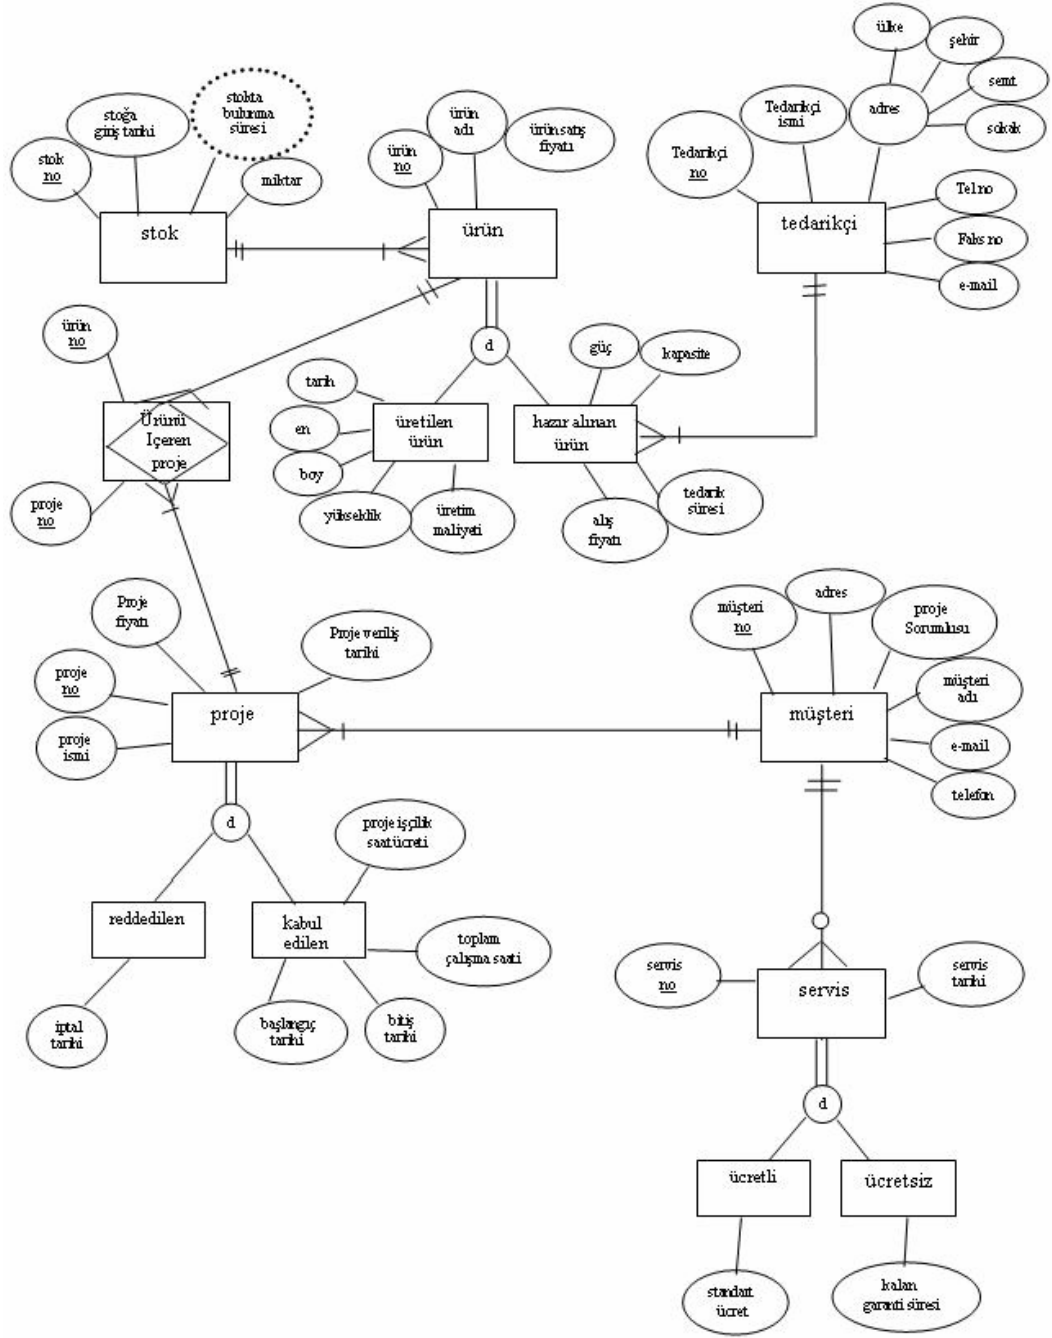 ülke
şehir
semt
sokak
adres
Tedarikçi
ismi
Tedarikçi
no
Tel no
Faks no
e-mail
tedarikçi
stokta
bulunma
süresi
stoğa
giriş tarihi
stok
no
miktar
stok
ürün
adı
ürün satış
fiyatı
ürün
no
ürün
d
ürün
no
Ürünü
İçeren
proje
proje
no
tarih
en
boy
yükseklik
üretim
maliyeti
üretilen
ürün
güç
kapasite
hazır alınan
ürün
tedarik
süresi
alış
fiyatı
Proje
fiyatı
Proje veriliş
tarihi
proje
no
proje
ismi
proje
d
müşteri
no
adres
proje
Sorumlusu
müşteri
adı
e-mail
telefon
müşteri
proje işçilik
saat ücreti
reddedilen
kabul
edilen
toplam
çalışma saati
iptal
tarihi
başlangıç
tarihi
bitiş
tarihi
servis
no
servis
tarihi
servis
d
ücretli
ücretsiz
standart
ücret
kalan
garanti süresi